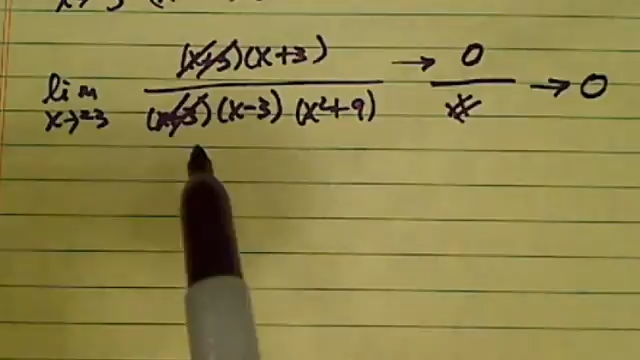 lim x→-3 (x+3)(x+3) / (x+3)(x-3)(x²+9) → 0 / → 0